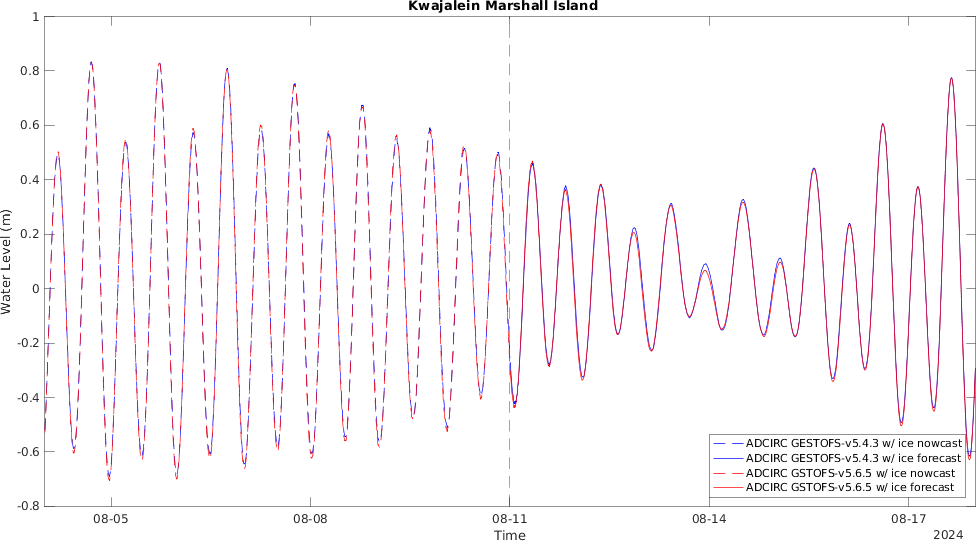 Kwajalein Marshall Island
1
0.8
0.6
0.4
0.2
0
-0.2
-0.4
-0.6
-0.8
Water Level (m)
ADCIRC GESTOFS-v5.4.3 w/ ice nowcast
ADCIRC GESTOFS-v5.4.3 w/ ice forecast
ADCIRC GSTOFS-v5.6.5 w/ ice nowcast
ADCIRC GSTOFS-v5.6.5 w/ ice forecast
08-05 08-08 08-11 08-14 08-17
Time
2024